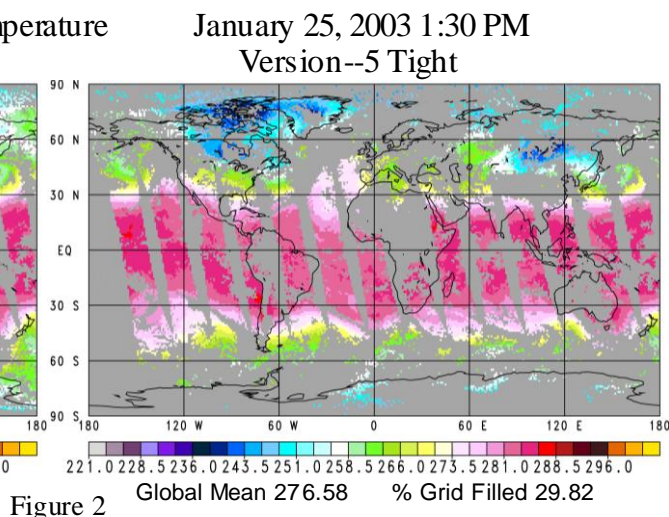 nperature January 25, 2003 1:30 PM
Version--5 Tight
90 N
60 N
30 N
EQ
30 S
60 S
90 S
180 180 120 W 60 W 0 60 E 120 E 180
0 221.0 228.5 236.0 243.5 251.0 258.5 266.0 273.5 281.0 288.5 296.0
Global Mean 276.58 % Grid Filled 29.82
Figure 2